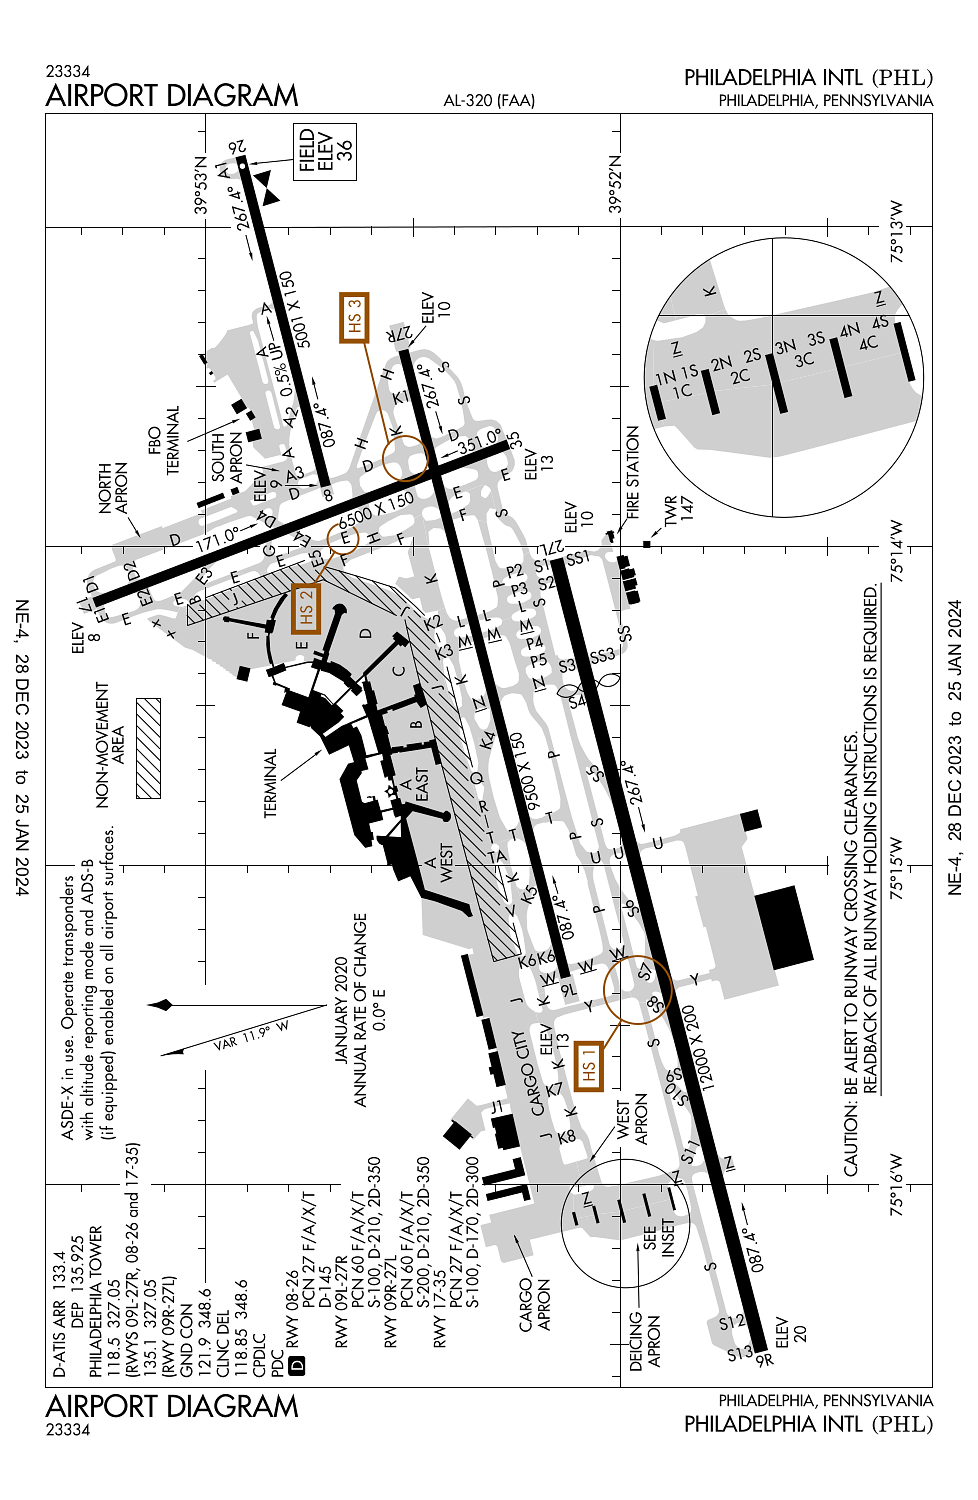 23334
AIRPORT DIAGRAM
AL-320 (FAA)
PHILADELPHIA INTL (PHL)
PHILADELPHIA, PENNSYLVANIA
NE-4, 28 DEC 2023 to 25 JAN 2024
NE-4, 28 DEC 2023 to 25 JAN 2024
39°53'N
39°52'N
75°13'W
75°14'W
75°15'W
75°16'W
FIELD
ELEV
36
26
A1
267.4°
5001 X 150
0.5% UP
087.4°
8
A
A
A2
A
A3
ELEV
9
D
HS 3
ELEV
10
27R
H
K1
267.4°
S
S
K
H
D
D
351.0°
35
ELEV
13
E
FBO
TERMINAL
SOUTH
APRON
NORTH
APRON
D
171.0°
D4
6500 X 150
G
E4
E
E5
E
H
F
F
E
F
S
K
D1
D2
17
E1
E2
E3
E
E
E
B
J
x
x
ELEV
8
HS 2
F
E
D
C
B
A
EAST
A
WEST
J
K2
K3
J
L
L
L
M
M
M
K
Z
K4
Q
R
T
T
T
TA
K
V
K5
9500 X 150
087.4°
P
P2
P3
P4
P5
Z
P
P
P
S
S
S1
S2
27L
ELEV
10
SS1
FIRE STATION
TWR
147
SS
S3
SS3
S4
S5
267.4°
U
U
U
S6
NON-MOVEMENT
AREA
TERMINAL
K6
K6
W
W
W
9L
J
K
Y
Y
S7
S8
HS 1
ELEV
13
K
K7
K
J
K8
CARGO CITY
J1
S
S9
S10
12000 X 200
S11
Z
Z
Z
WEST
APRON
SEE
INSET
CARGO
APRON
DEICING
APRON
S
087.4°
S12
S13
9R
ELEV
20
K
Z
Z
1N 1S
1C
2N 2S
2C
3N 3S
3C
4N 4S
4C
ASDE-X in use. Operate transponders
with altitude reporting mode and ADS-B
(if equipped) enabled on all airport surfaces.
VAR 11.9° W
JANUARY 2020
ANNUAL RATE OF CHANGE
0.0° E
D-ATIS ARR 133.4
DEP 135.925
PHILADELPHIA TOWER
118.5 327.05
(RWYS 09L-27R, 08-26 and 17-35)
135.1 327.05
(RWY 09R-27L)
GND CON
121.9 348.6
CLNC DEL
118.85 348.6
CPDLC
PDC
D
RWY 08-26
PCN 27 F/A/X/T
D-145
RWY 09L-27R
PCN 60 F/A/X/T
S-100, D-210, 2D-350
RWY 09R-27L
PCN 60 F/A/X/T
S-200, D-210, 2D-350
RWY 17-35
PCN 27 F/A/X/T
S-100, D-170, 2D-300
CAUTION: BE ALERT TO RUNWAY CROSSING CLEARANCES.
READBACK OF ALL RUNWAY HOLDING INSTRUCTIONS IS REQUIRED.
AIRPORT DIAGRAM
23334
PHILADELPHIA, PENNSYLVANIA
PHILADELPHIA INTL (PHL)